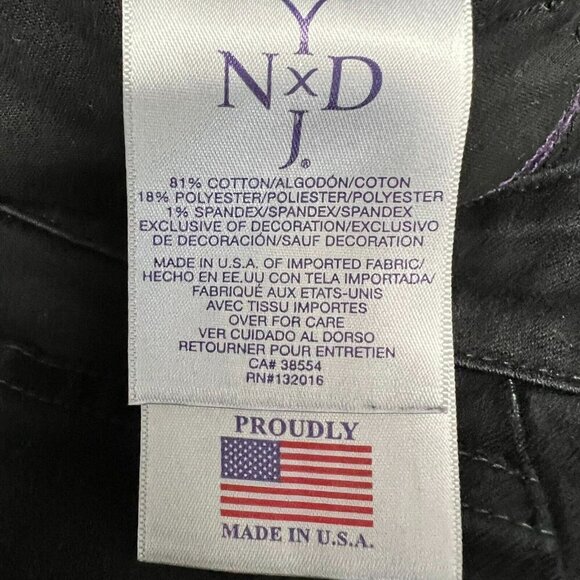 Y
N x D
J®
81% COTTON/ALGODÓN/COTON
18% POLYESTER/POLIESTER/POLYESTER
1% SPANDEX/SPANDEX/SPANDEX
EXCLUSIVE OF DECORATION/EXCLUSIVO
DE DECORACIÓN/SAUF DECORATION
MADE IN U.S.A. OF IMPORTED FABRIC/
HECHO EN EE.UU CON TELA IMPORTADA/
FABRIQUÉ AUX ETATS-UNIS
AVEC TISSU IMPORTES
OVER FOR CARE
VER CUIDADO AL DORSO
RETOURNER POUR ENTRETIEN
CA# 38554
RN#132016
PROUDLY
MADE IN U.S.A.